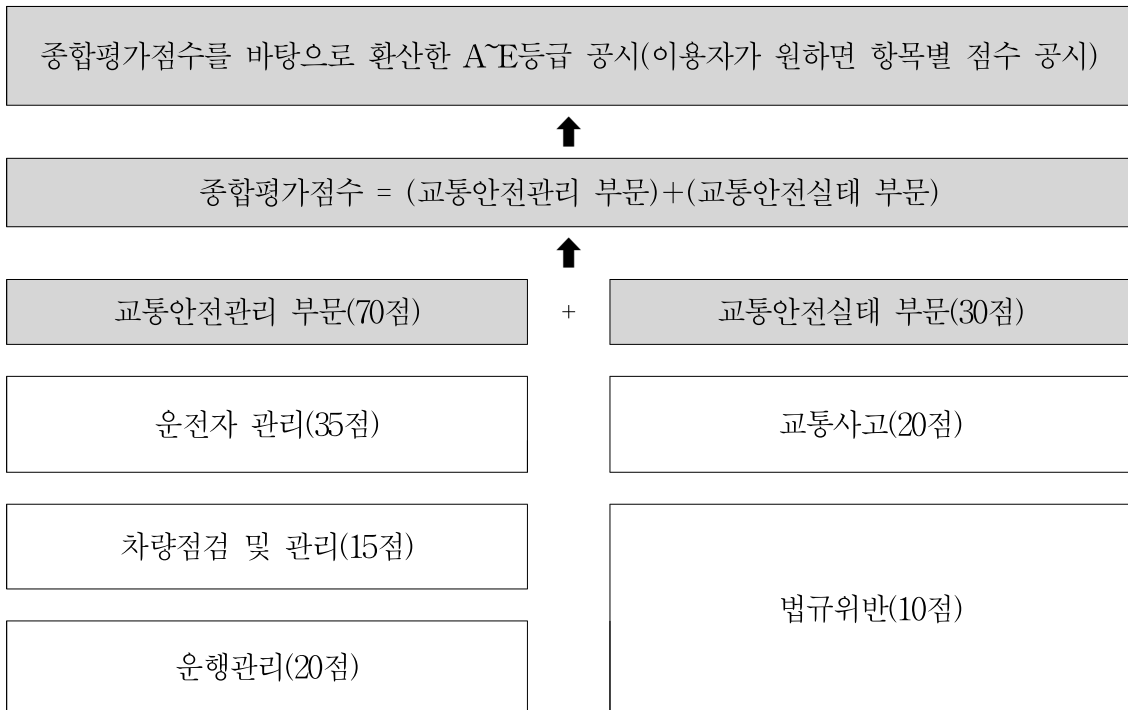 종합평가점수를 바탕으로 환산한 A~E등급 공시(이용자가 원하면 항목별 점수 공시)
종합평가점수 = (교통안전관리 부문)+(교통안전실태 부문)
교통안전관리 부문(70점) + 교통안전실태 부문(30점)
운전자 관리(35점)
교통사고(20점)
차량점검 및 관리(15점)
법규위반(10점)
운행관리(20점)